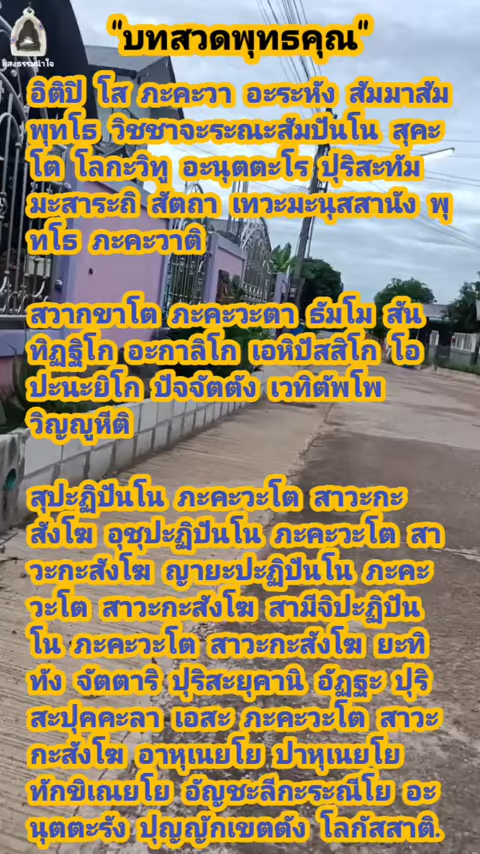 แสงธรรมนำใจ
"บทสวดพุทธคุณ"
อิติปิ โส ภะคะวา อะระหัง สัมมาสัม
พุทโธ วิชชาจะระณะสัมปันโน สุคะ
โต โลกะวิทู อะนุตตะโร ปุริสะทัม
มะสาระถิ สัตถา เทวะมะนุสสานัง พุ
ทโธ ภะคะวาติ
สวากขาโต ภะคะวะตา ธัมโม สัน
ทิฏฐิโก อะกาลิโก เอหิปัสสิโก โอ
ปะนะยิโก ปัจจัตตัง เวทิตัพโพ
วิญญูหีติ
สุปะฏิปันโน ภะคะวะโต สาวะกะ
สังโฆ อุชุปะฏิปันโน ภะคะวะโต สา
วะกะสังโฆ ญายะปะฏิปันโน ภะคะ
วะโต สาวะกะสังโฆ สามีจิปะฏิปัน
โน ภะคะวะโต สาวะกะสังโฆ ยะทิ
ทัง จัตตาริ ปุริสะยุคานิ อัฏฐะ ปุริ
สะปุคคะลา เอสะ ภะคะวะโต สาวะ
กะสังโฆ อาหุเนยโย ปาหุเนยโย
ทักขิเณยโย อัญชะลีกะระณีโย อะ
นุตตะรัง ปุญญักเขตตัง โลกัสสาติ.